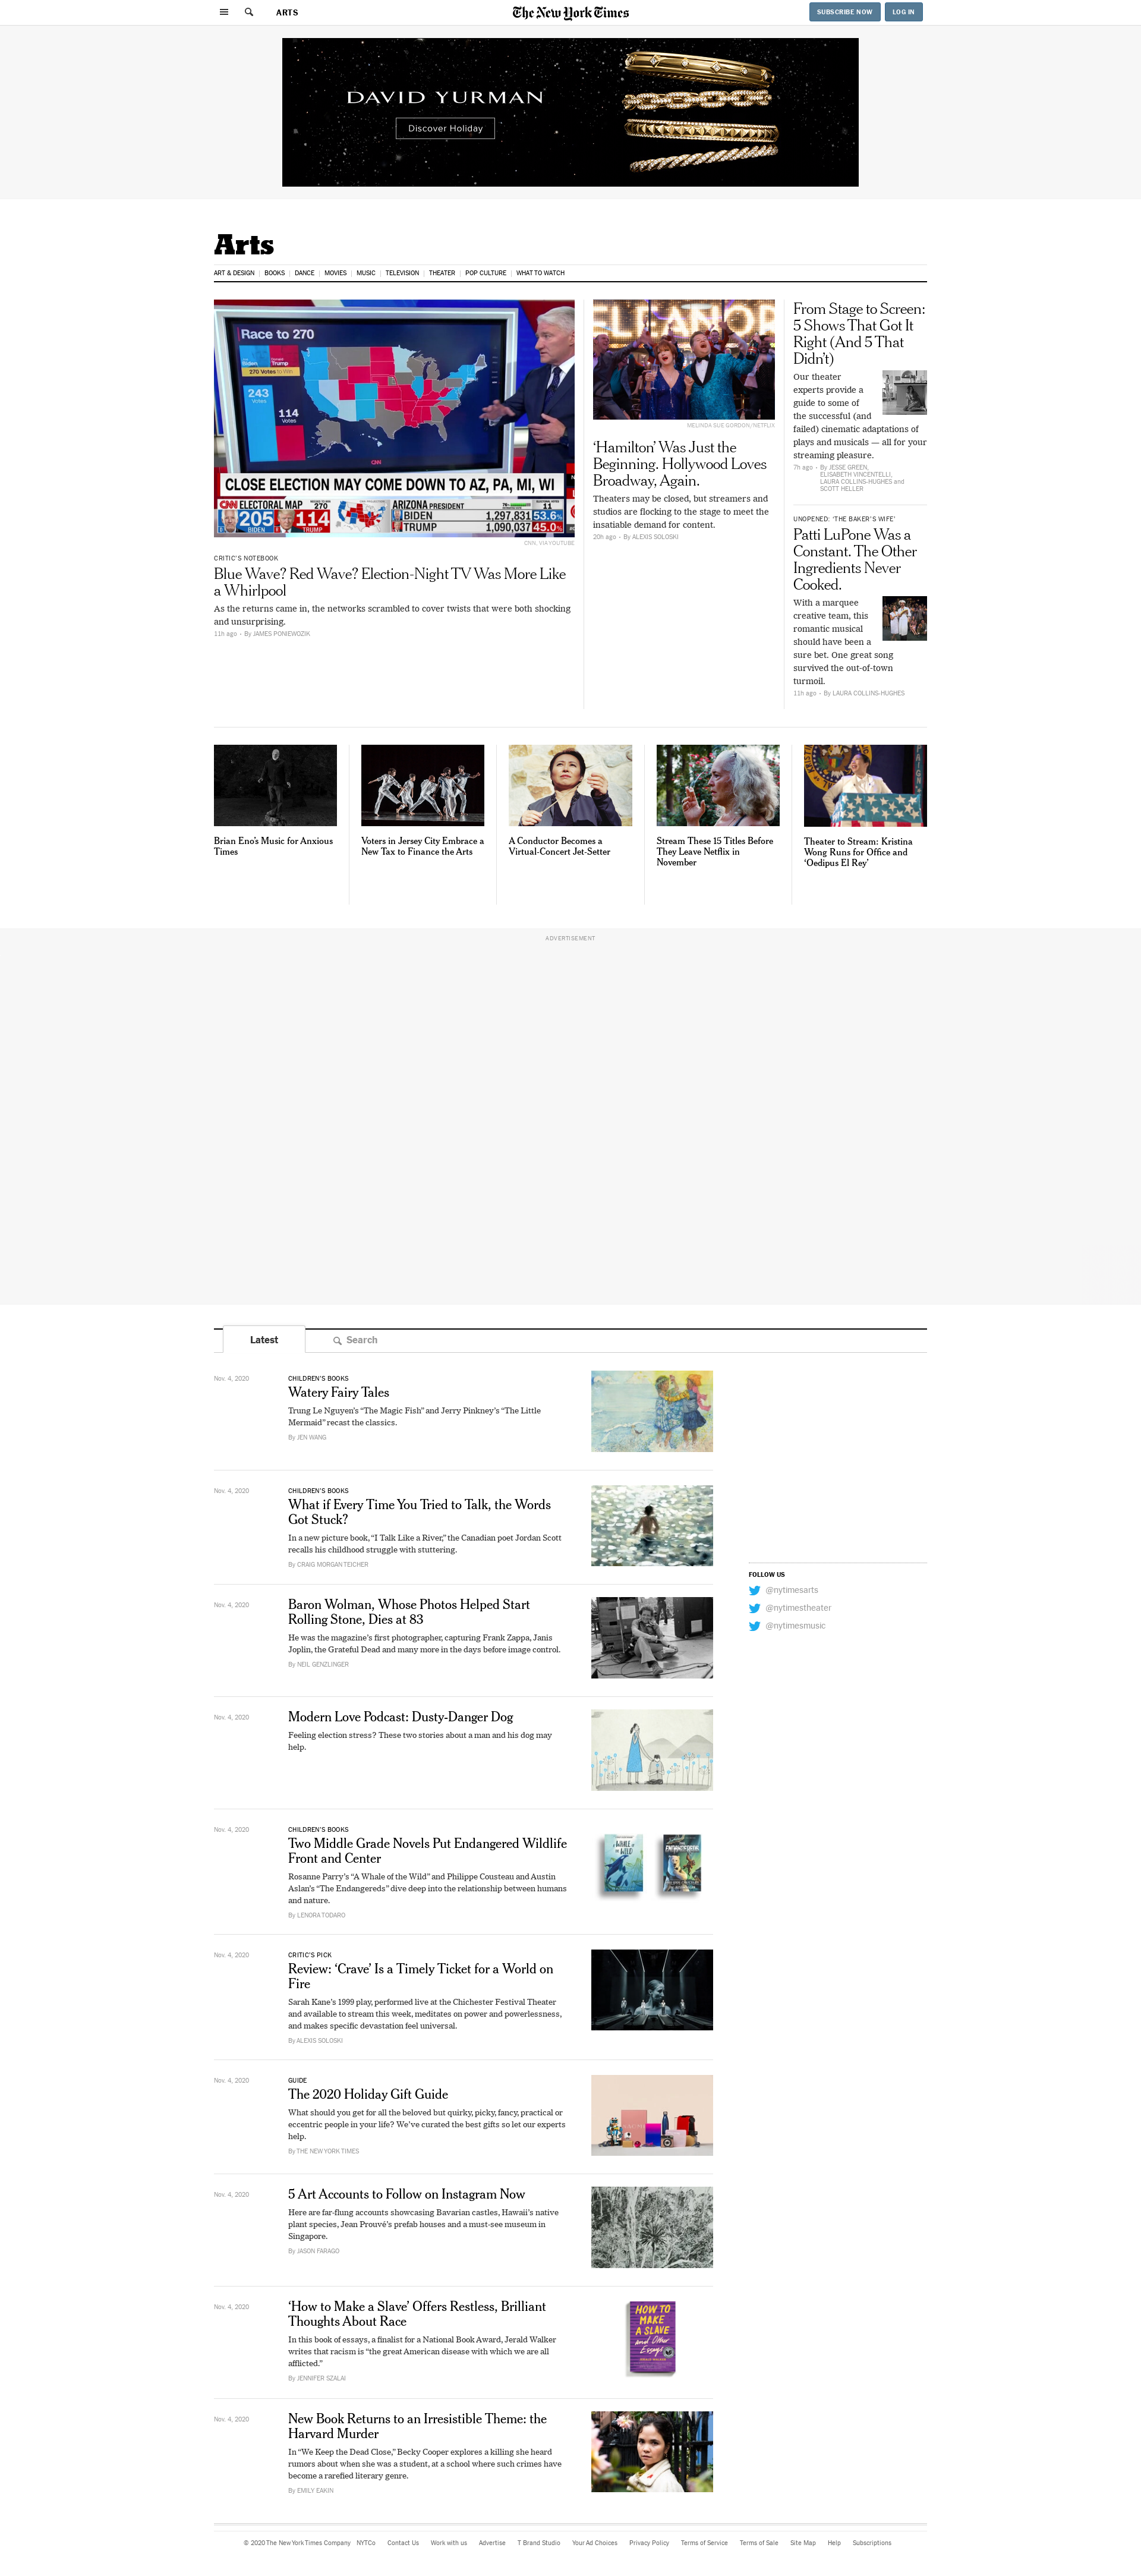 ARTS
The New York Times
SUBSCRIBE NOW
LOG IN
DAVID YURMAN
Discover Holiday
Arts
ART & DESIGN
BOOKS
DANCE
MOVIES
MUSIC
TELEVISION
THEATER
POP CULTURE
WHAT TO WATCH
Race to 270
Trump
270 Votes to Win
243
Votes
114
Votes
CNN
CLOSE ELECTION MAY COME DOWN TO AZ, PA, MI, WI
CNN ELECTORAL MAP 270
205
BIDEN
114
TRUMP
ARIZONA PRESIDENT
11
BIDEN 1,297,831 53.6%
TRUMP 1,090,037 45.0%
CNN, VIA YOUTUBE
CRITIC'S NOTEBOOK
Blue Wave? Red Wave? Election-Night TV Was More Like
a Whirlpool
As the returns came in, the networks scrambled to cover twists that were both shocking
and unsurprising.
11h ago • By JAMES PONIEWOZIK
MELINDA SUE GORDON/NETFLIX
‘Hamilton’ Was Just the
Beginning. Hollywood Loves
Broadway, Again.
Theaters may be closed, but streamers and
studios are flocking to the stage to meet the
insatiable demand for content.
20h ago • By ALEXIS SOLOSKI
From Stage to Screen:
5 Shows That Got It
Right (And 5 That
Didn’t)
Our theater
experts provide a
guide to some of
the successful (and
failed) cinematic adaptations of
plays and musicals — all for your
streaming pleasure.
7h ago • By JESSE GREEN,
ELISABETH VINCENTELLI,
LAURA COLLINS-HUGHES and
SCOTT HELLER
UNOPENED: ‘THE BAKER’S WIFE’
Patti LuPone Was a
Constant. The Other
Ingredients Never
Cooked.
With a marquee
creative team, this
romantic musical
should have been a
sure bet. One great song
survived the out-of-town
turmoil.
11h ago • By LAURA COLLINS-HUGHES
Brian Eno’s Music for Anxious
Times
Voters in Jersey City Embrace a
New Tax to Finance the Arts
A Conductor Becomes a
Virtual-Concert Jet-Setter
Stream These 15 Titles Before
They Leave Netflix in
November
Theater to Stream: Kristina
Wong Runs for Office and
‘Oedipus El Rey’
ADVERTISEMENT
Latest
Search
Nov. 4, 2020
CHILDREN’S BOOKS
Watery Fairy Tales
Trung Le Nguyen’s “The Magic Fish” and Jerry Pinkney’s “The Little
Mermaid” recast the classics.
By JEN WANG
Nov. 4, 2020
CHILDREN’S BOOKS
What if Every Time You Tried to Talk, the Words
Got Stuck?
In a new picture book, “I Talk Like a River,” the Canadian poet Jordan Scott
recalls his childhood struggle with stuttering.
By CRAIG MORGAN TEICHER
FOLLOW US
@nytimesarts
@nytimestheater
@nytimesmusic
Nov. 4, 2020
Baron Wolman, Whose Photos Helped Start
Rolling Stone, Dies at 83
He was the magazine’s first photographer, capturing Frank Zappa, Janis
Joplin, the Grateful Dead and many more in the days before image control.
By NEIL GENZLINGER
Nov. 4, 2020
Modern Love Podcast: Dusty-Danger Dog
Feeling election stress? These two stories about a man and his dog may
help.
Nov. 4, 2020
CHILDREN’S BOOKS
Two Middle Grade Novels Put Endangered Wildlife
Front and Center
Rosanne Parry’s “A Whale of the Wild” and Philippe Cousteau and Austin
Aslan’s “The Endangereds” dive deep into the relationship between humans
and nature.
By LENORA TODARO
Nov. 4, 2020
CRITIC’S PICK
Review: ‘Crave’ Is a Timely Ticket for a World on
Fire
Sarah Kane’s 1999 play, performed live at the Chichester Festival Theater
and available to stream this week, meditates on power and powerlessness,
and makes specific devastation feel universal.
By ALEXIS SOLOSKI
Nov. 4, 2020
GUIDE
The 2020 Holiday Gift Guide
What should you get for all the beloved but quirky, picky, fancy, practical or
eccentric people in your life? We’ve curated the best gifts so let our experts
help.
By THE NEW YORK TIMES
Nov. 4, 2020
5 Art Accounts to Follow on Instagram Now
Here are far-flung accounts showcasing Bavarian castles, Hawaii’s native
plant species, Jean Prouvé’s prefab houses and a must-see museum in
Singapore.
By JASON FARAGO
Nov. 4, 2020
‘How to Make a Slave’ Offers Restless, Brilliant
Thoughts About Race
In this book of essays, a finalist for a National Book Award, Jerald Walker
writes that racism is “the great American disease with which we are all
afflicted.”
By JENNIFER SZALAI
HOW TO
MAKE
A SLAVE
and Other
Essays
Nov. 4, 2020
New Book Returns to an Irresistible Theme: the
Harvard Murder
In “We Keep the Dead Close,” Becky Cooper explores a killing she heard
rumors about when she was a student, at a school where such crimes have
become a rarefied literary genre.
By EMILY EAKIN
© 2020 The New York Times Company
NYTCo
Contact Us
Work with us
Advertise
T Brand Studio
Your Ad Choices
Privacy Policy
Terms of Service
Terms of Sale
Site Map
Help
Subscriptions